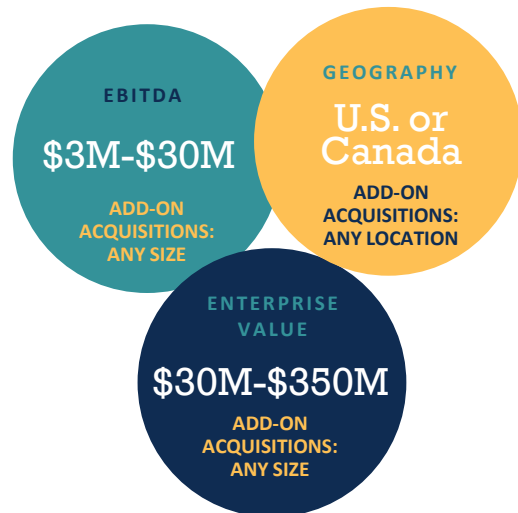 EBITDA
$3M-$30M
ADD-ON
ACQUISITIONS:
ANY SIZE
GEOGRAPHY
U.S. or
Canada
ADD-ON
ACQUISITIONS:
ANY LOCATION
ENTERPRISE
VALUE
$30M-$350M
ADD-ON
ACQUISITIONS:
ANY SIZE